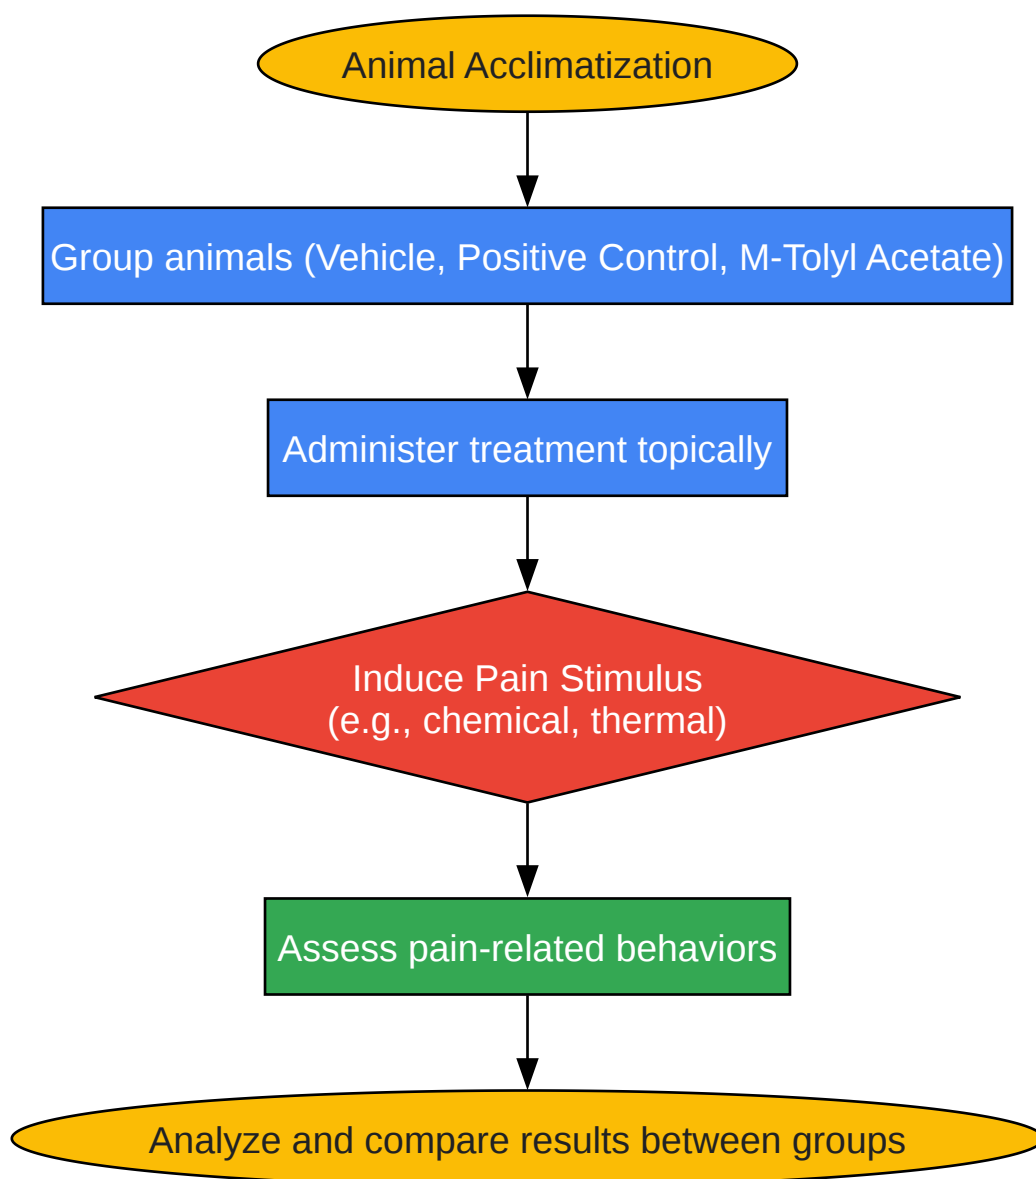 Animal Acclimatization
Group animals (Vehicle, Positive Control, M-Tolyl Acetate)
Administer treatment topically
Induce Pain Stimulus
(e.g., chemical, thermal)
Assess pain-related behaviors
Analyze and compare results between groups